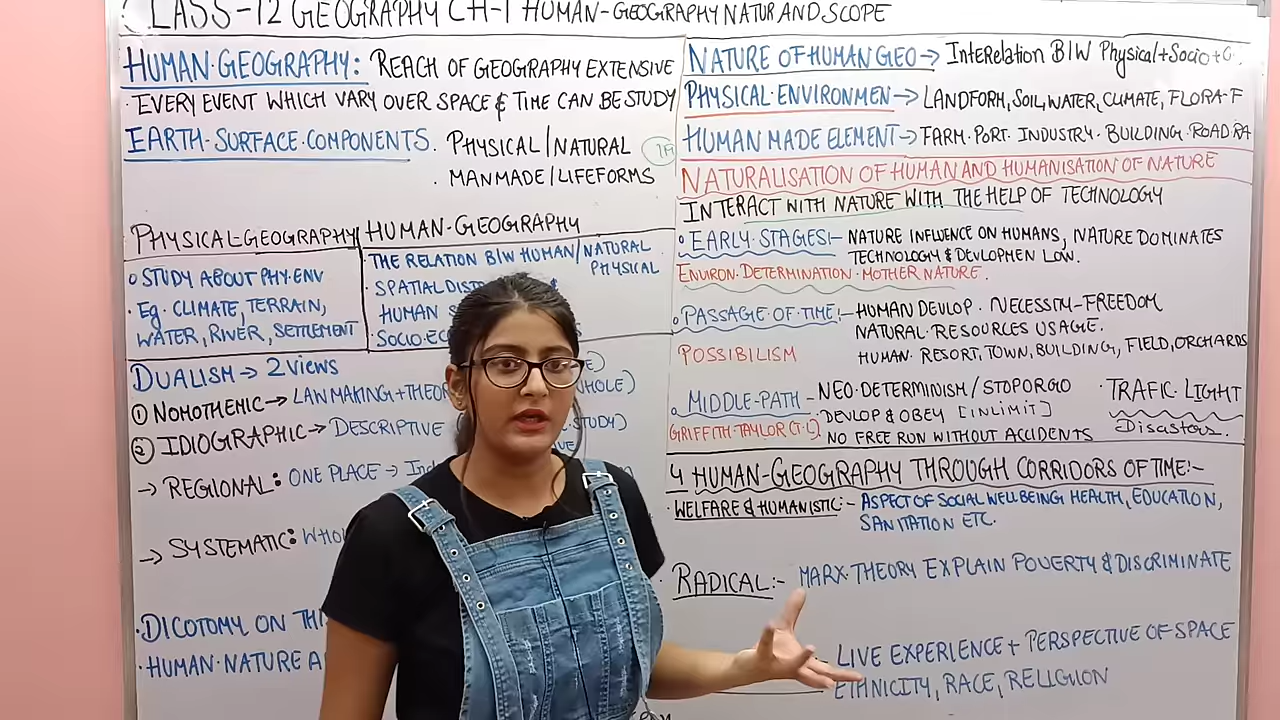 CLASS-12 GEOGRAPHY CH-1 HUMAN-GEOGRAPHY NATUR AND SCOPE
HUMAN·GEOGRAPHY: REACH OF GEOGRAPHY EXTENSIVE
·EVERY EVENT WHICH VARY OVER SPACE & TIME CAN BE STUDY
EARTH·SURFACE·COMPONENTS. PHYSICAL/NATURAL
· MANMADE/LIFEFORMS
PHYSICAL-GEOGRAPHY
STUDY ABOUT PHY·ENV
· Eg. CLIMATE, TERRAIN,
WATER, RIVER, SETTLEMENT
HUMAN-GEOGRAPHY
·THE RELATION B/W HUMAN/NATURAL
PHYSICAL
·SPATIAL
HUMAN
DUALISM→ 2 VIEWS
① NOMOTHEMIC→ LAW MAKING+
② IDIOGRAPHIC→ DESCRIPTIVE
→ REGIONAL: ONE PLACE →
→ SYSTEMATIC:
·DICOTOMY ON
·HUMAN·NATURE
NATURE OF HUMAN GEO→ INTERELATION B/W PHYSICAL+SOCIO+
PHYSICAL·ENVIRONMEN→ LANDFORM, SOIL, WATER, CLIMATE, FLORA-F
HUMAN MADE ELEMENT→ FARM·PORT· INDUSTRY· BUILDING·ROAD·RA
NATURALISATION OF HUMAN AND HUMANISATION OF NATURE
INTERACT WITH NATURE WITH THE HELP OF TECHNOLOGY
EARLY STAGES:- NATURE INFLUENCE ON HUMANS, NATURE DOMINATES
TECHNOLOGY & DEVLOPMEN LOW.
ENVIRON·DETERMINATION·MOTHER NATURE.
PASSAGE OF TIME:- HUMAN DEVLOP · NECESSITY-FREEDOM
NATURAL·RESOURCES USAGE.
POSSIBILISM HUMAN: RESORT, TOWN, BUILDING, FIELD, ORCHARDS
MIDDLE-PATH - NEO·DETERMINISM/STOPORGO · TRAFIC·LIGHT
DEVLOP & OBEY [INLIMIT] Disastors.
GRIFFITH·TAYLOR(T·L). NO FREE RUN WITHOUT ACCIDENTS
4 HUMAN-GEOGRAPHY THROUGH CORRIDORS OF TIME:-
·WELFARE & HUMANISTIC:- ASPECT OF SOCIAL WELL BEING: HEALTH, EDUCATION,
SANITATION ETC.
·RADICAL:- MARX·THEORY EXPLAIN POVERTY & DISCRIMINATE
LIVE EXPERIENCE + PERSPECTIVE OF SPACE
ETHNICITY, RACE, RELIGION